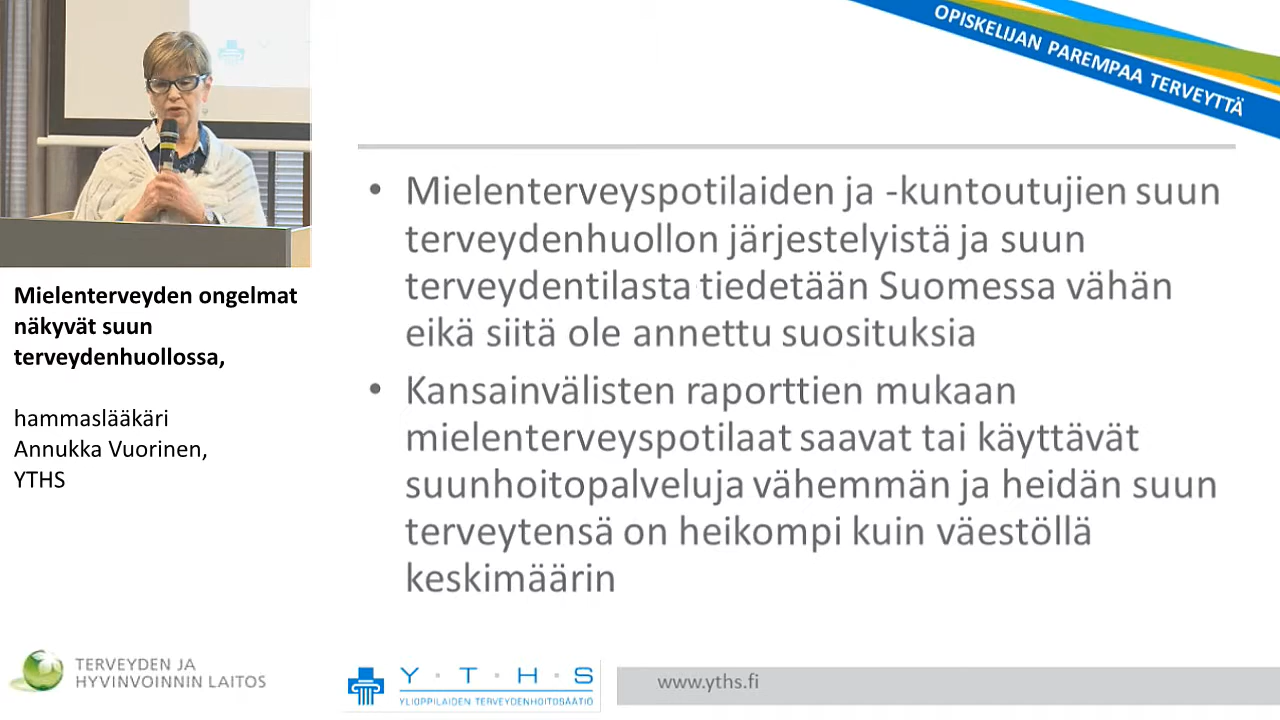 OPISKELIJAN PAREMPAA TERVEYTTÄ
Mielenterveyden ongelmat
näkyvät suun
terveydenhuollossa,
hammaslääkäri
Annukka Vuorinen,
YTHS
• Mielenterveyspotilaiden ja -kuntoutujien suun
terveydenhuollon järjestelyistä ja suun
terveydentilasta tiedetään Suomessa vähän
eikä siitä ole annettu suosituksia
• Kansainvälisten raporttien mukaan
mielenterveyspotilaat saavat tai käyttävät
suunhoitopalveluja vähemmän ja heidän suun
terveytensä on heikompi kuin väestöllä
keskimäärin
TERVEYDEN JA
HYVINVOINNIN LAITOS
Y·T·H·S
YLIOPPILAIDEN TERVEYDENHOITOSÄÄTIÖ
www.yths.fi